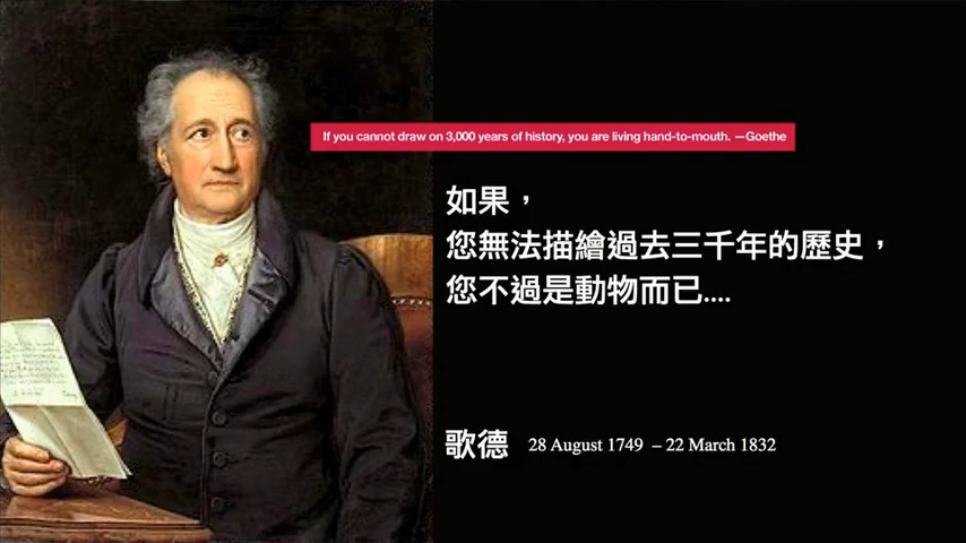 If you cannot draw on 3,000 years of history, you are living hand-to-mouth. —Goethe
如果，
您無法描繪過去三千年的歷史，
您不過是動物而已....
歌德 28 August 1749 – 22 March 1832